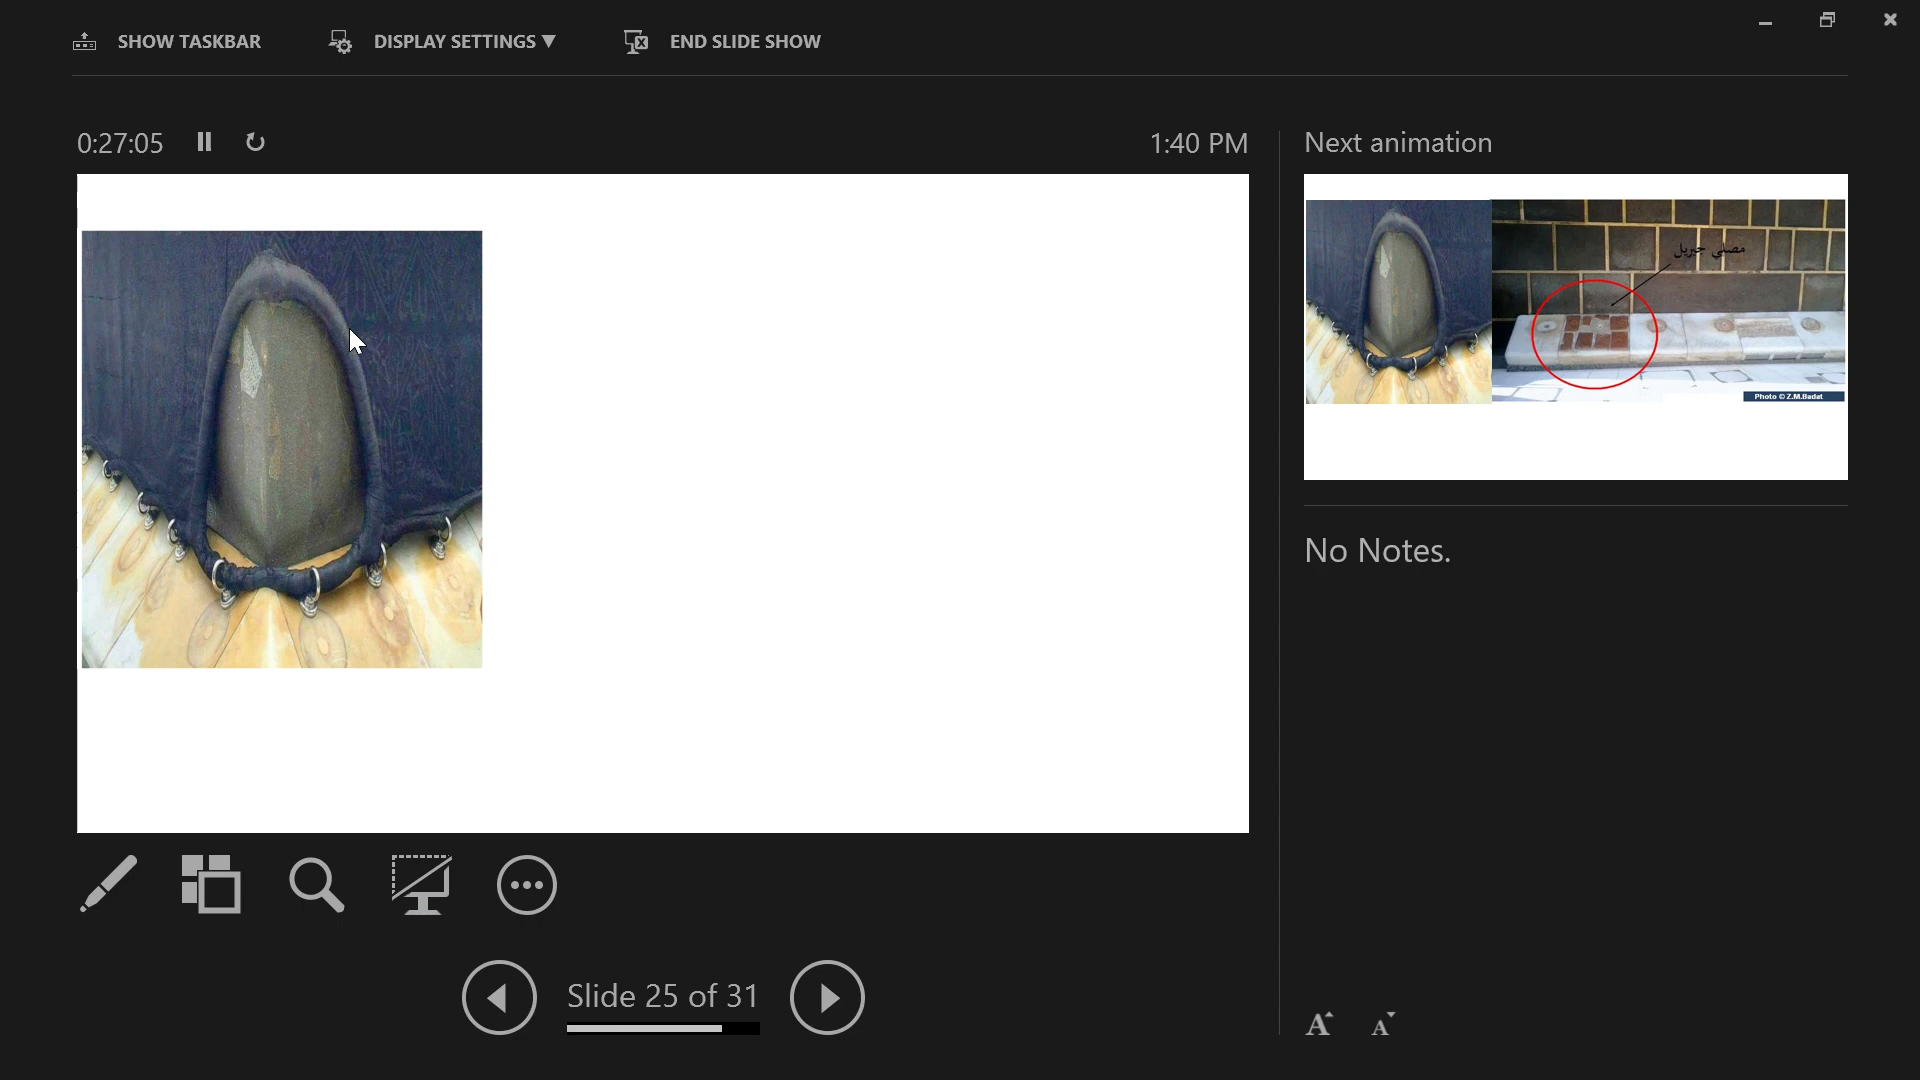 SHOW TASKBAR
DISPLAY SETTINGS ▼
END SLIDE SHOW
0:27:05
1:40 PM
Next animation
مصلي جبريل
Photo © Z.M.Badat
No Notes.
Slide 25 of 31
A
A